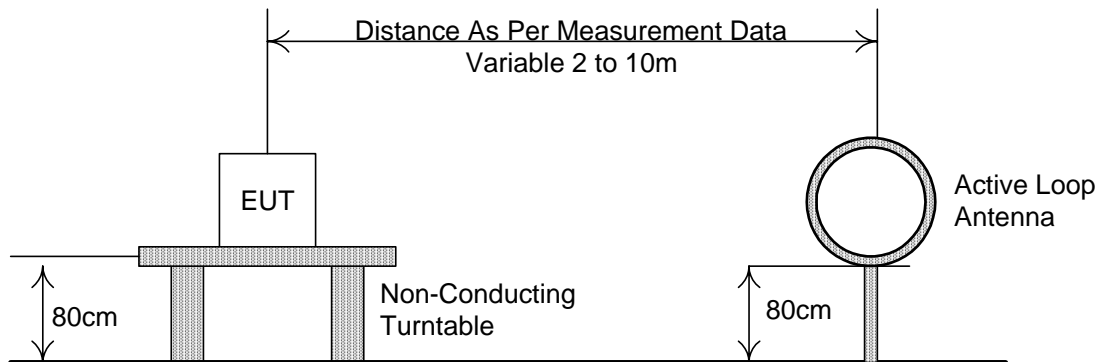 Distance As Per Measurement Data
Variable 2 to 10m
EUT
Active Loop
Antenna
Non-Conducting
Turntable
80cm
80cm